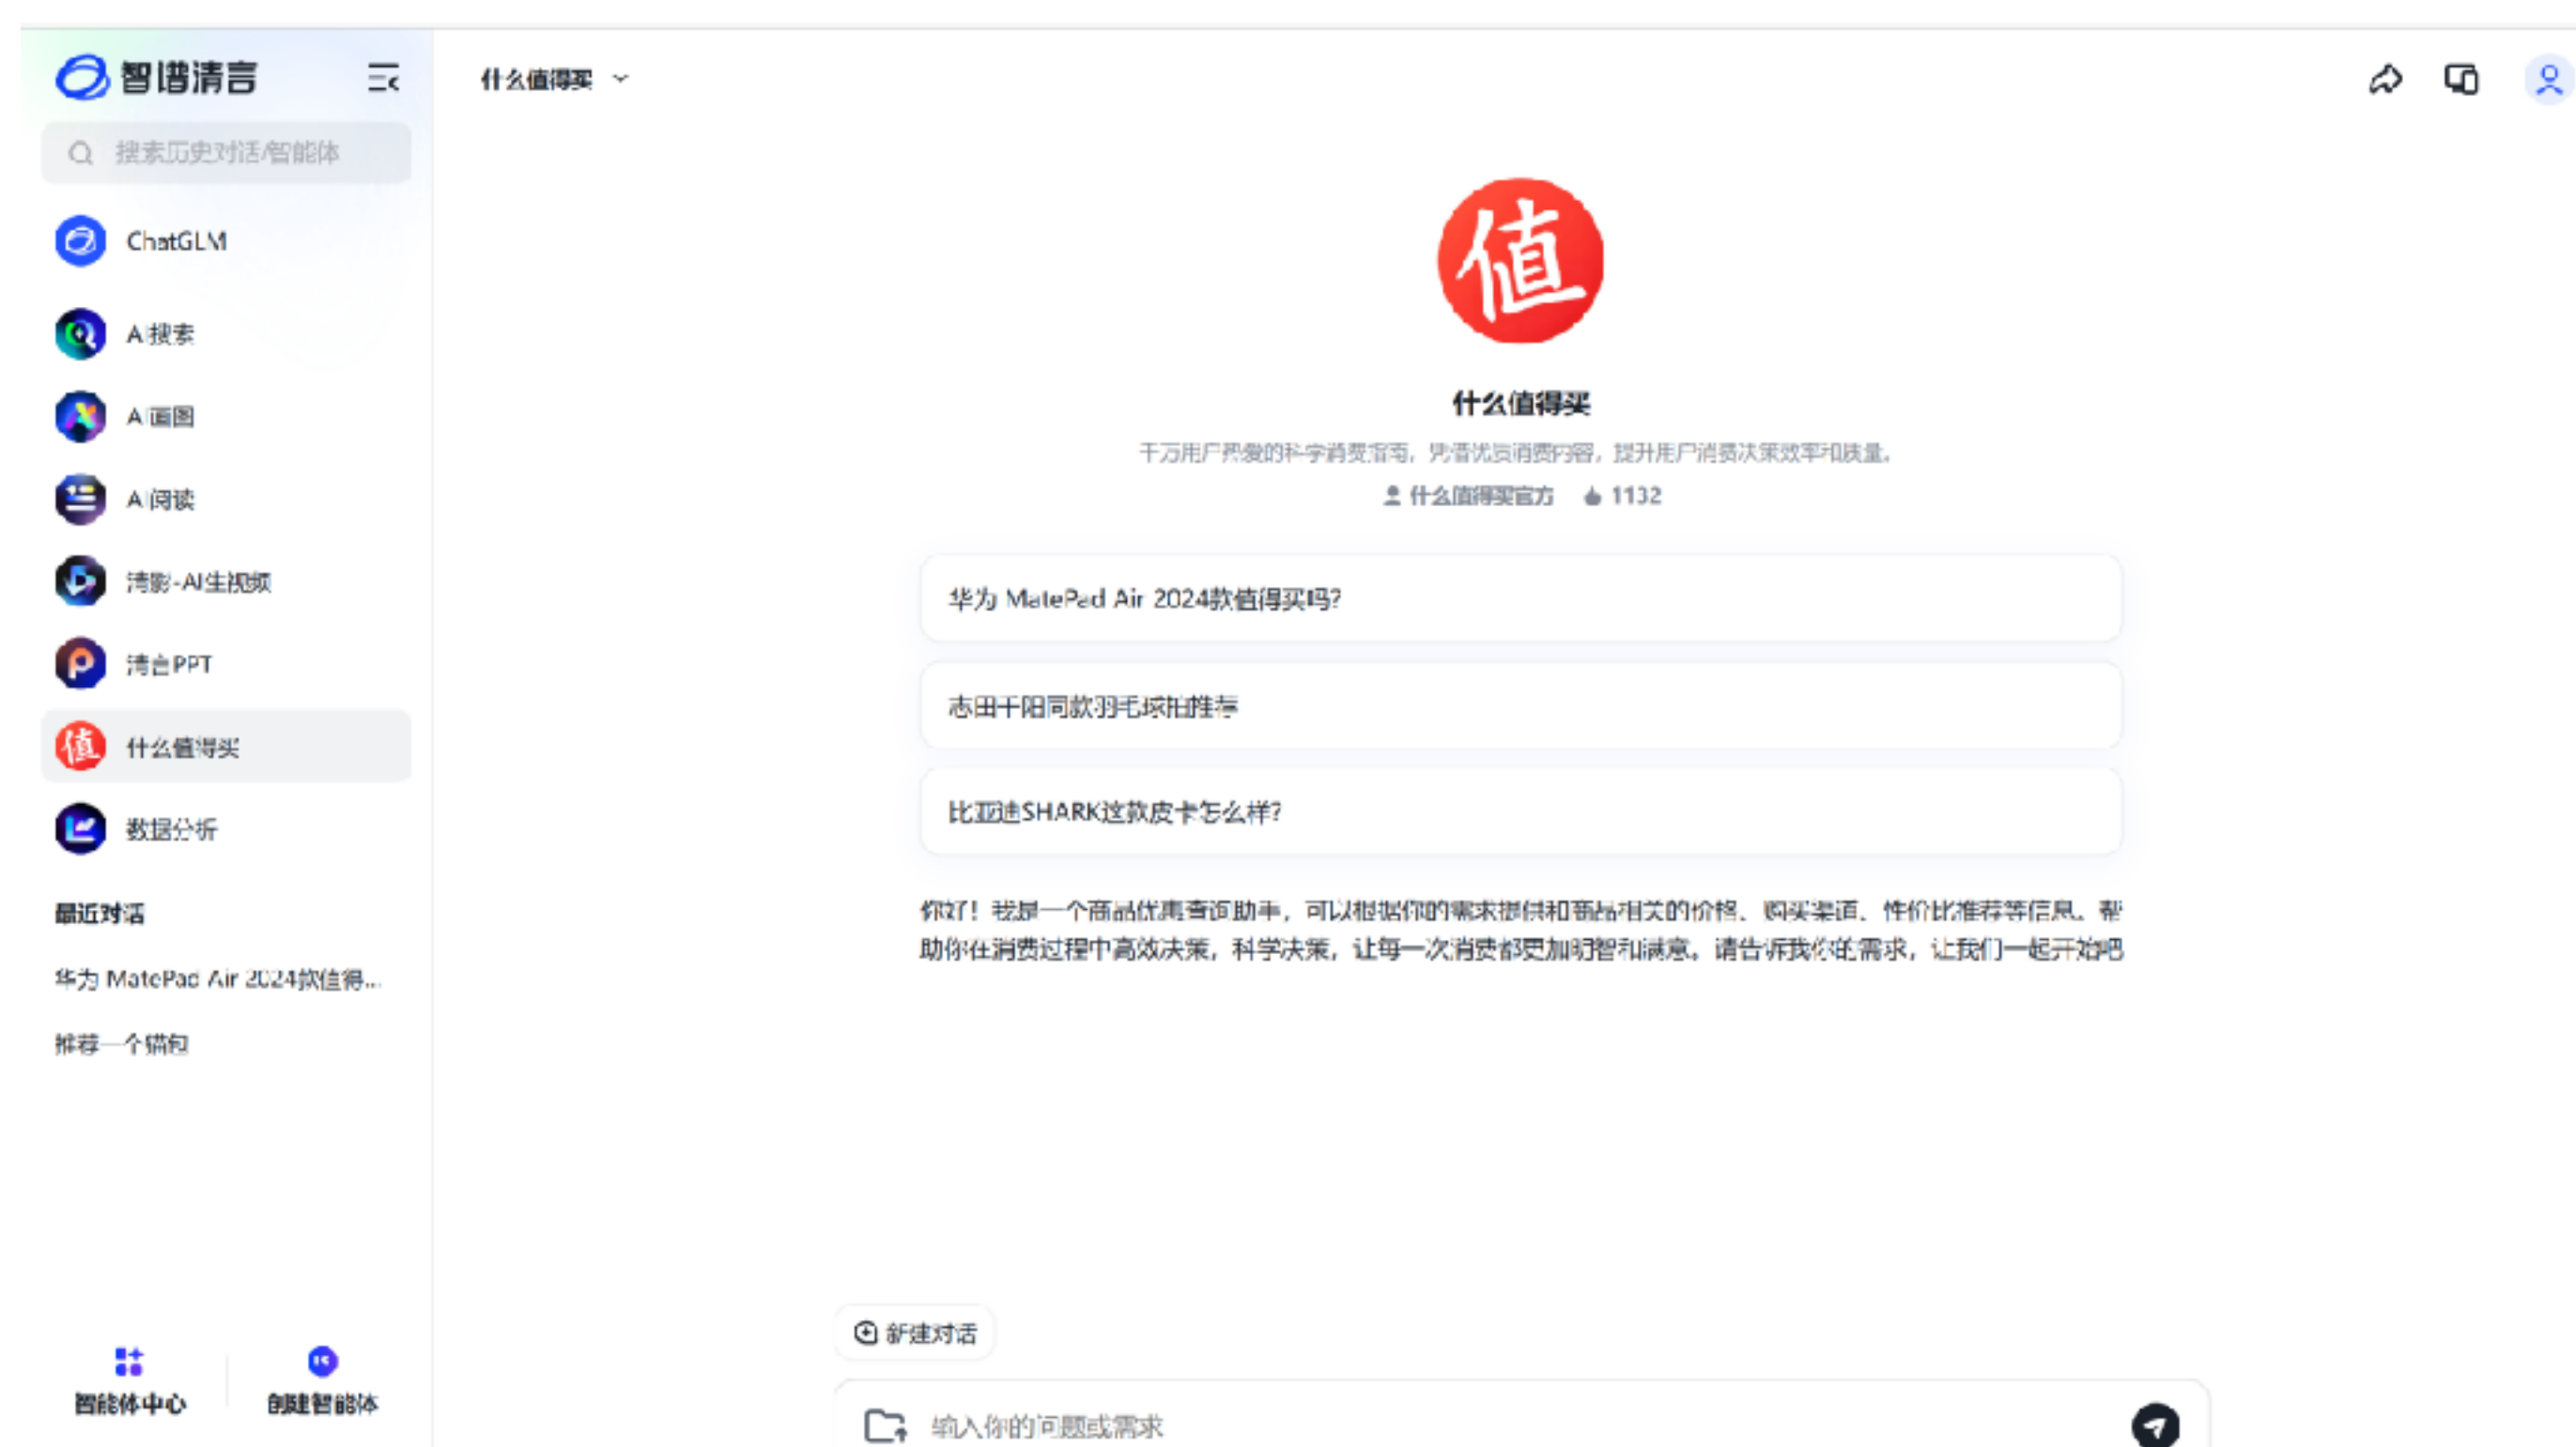 智谱清言
搜索历史对话/智能体
ChatGLM
AI搜索
AI画图
AI阅读
清影-AI生视频
清言PPT
什么值得买
数据分析
最近对话
华为 MatePad Air 2024款值得...
推荐一个猫包
智能体中心
创建智能体
什么值得买
值
什么值得买
千万用户热爱的科学消费指南，凭借优质消费内容，提升用户消费决策效率和质量。
什么值得买官方 1132
华为 MatePad Air 2024款值得买吗？
志田千阳同款羽毛球拍推荐
比亚迪SHARK这款皮卡怎么样？
你好！我是一个商品优惠查询助手，可以根据你的需求提供和商品相关的价格、购买渠道、性价比推荐等信息。帮
助你在消费过程中高效决策，科学决策，让每一次消费都更加明智和满意。请告诉我你的需求，让我们一起开始吧
新建对话
输入你的问题或需求